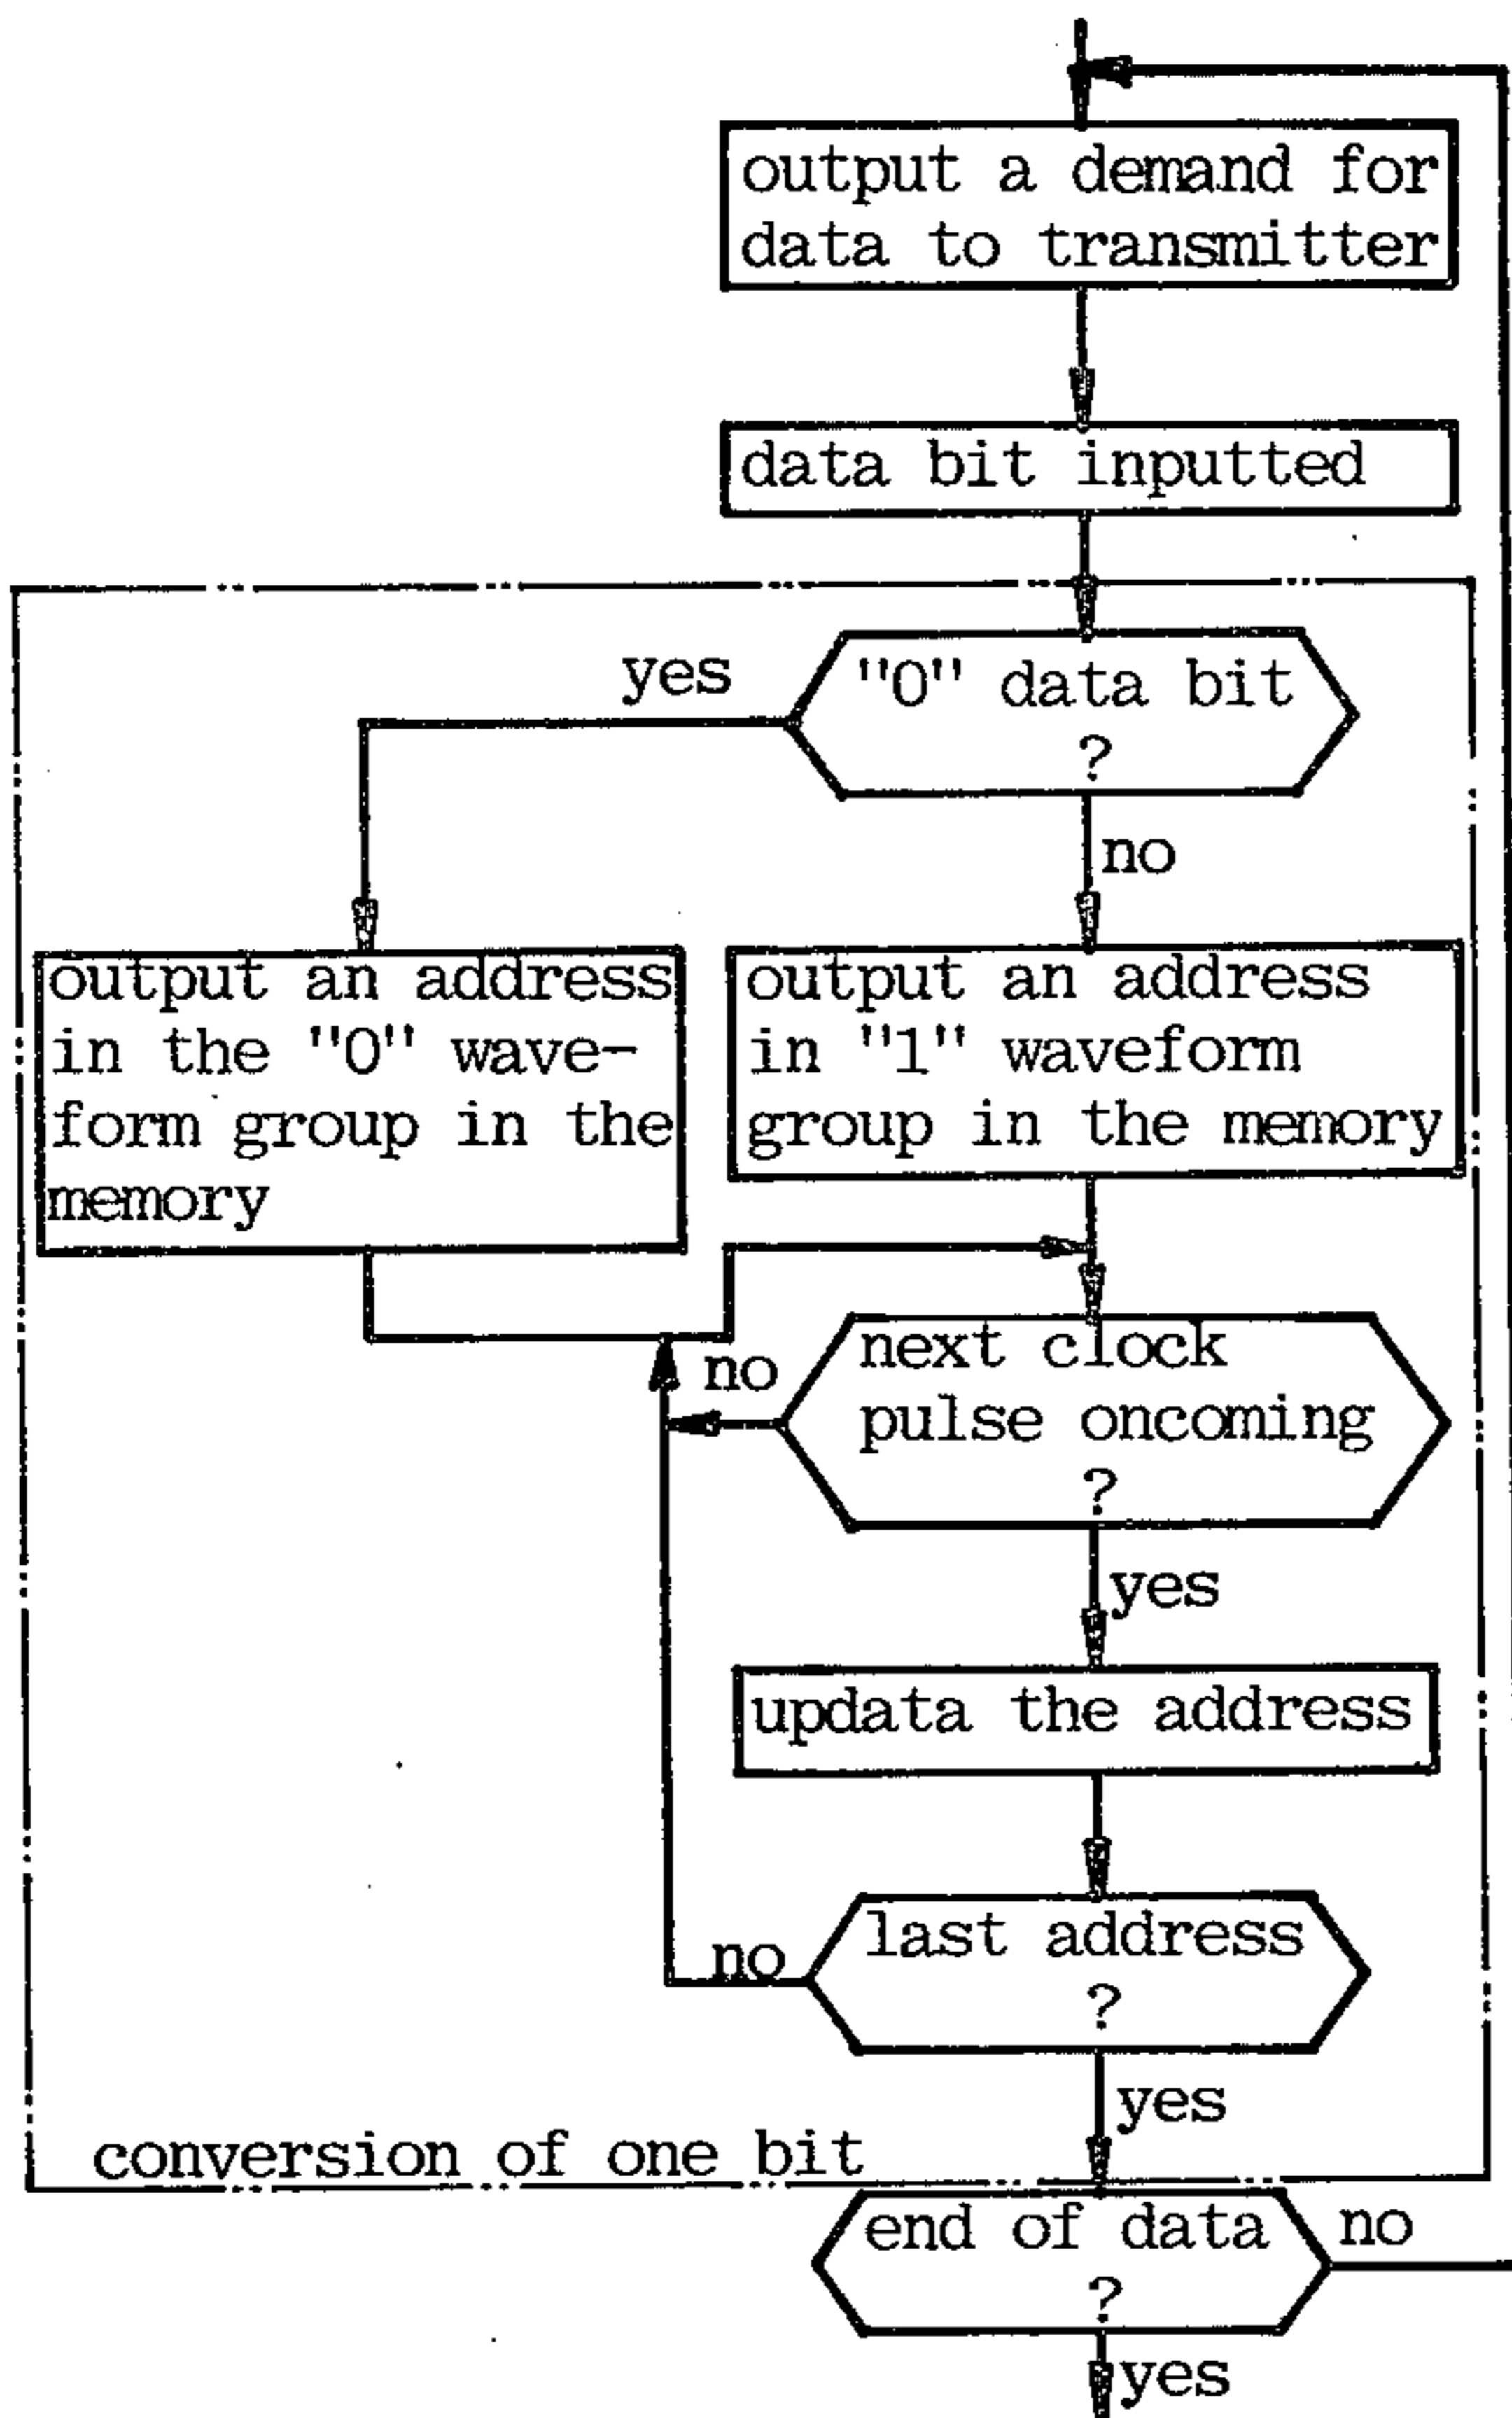 output a demand for
data to transmitter
data bit inputted
"0" data bit
?
yes
no
output an address
in the "0" wave-
form group in the
memory
output an address
in "1" waveform
group in the memory
next clock
pulse oncoming
?
no
yes
updata the address
last address
?
no
yes
conversion of one bit
end of data
?
no
yes